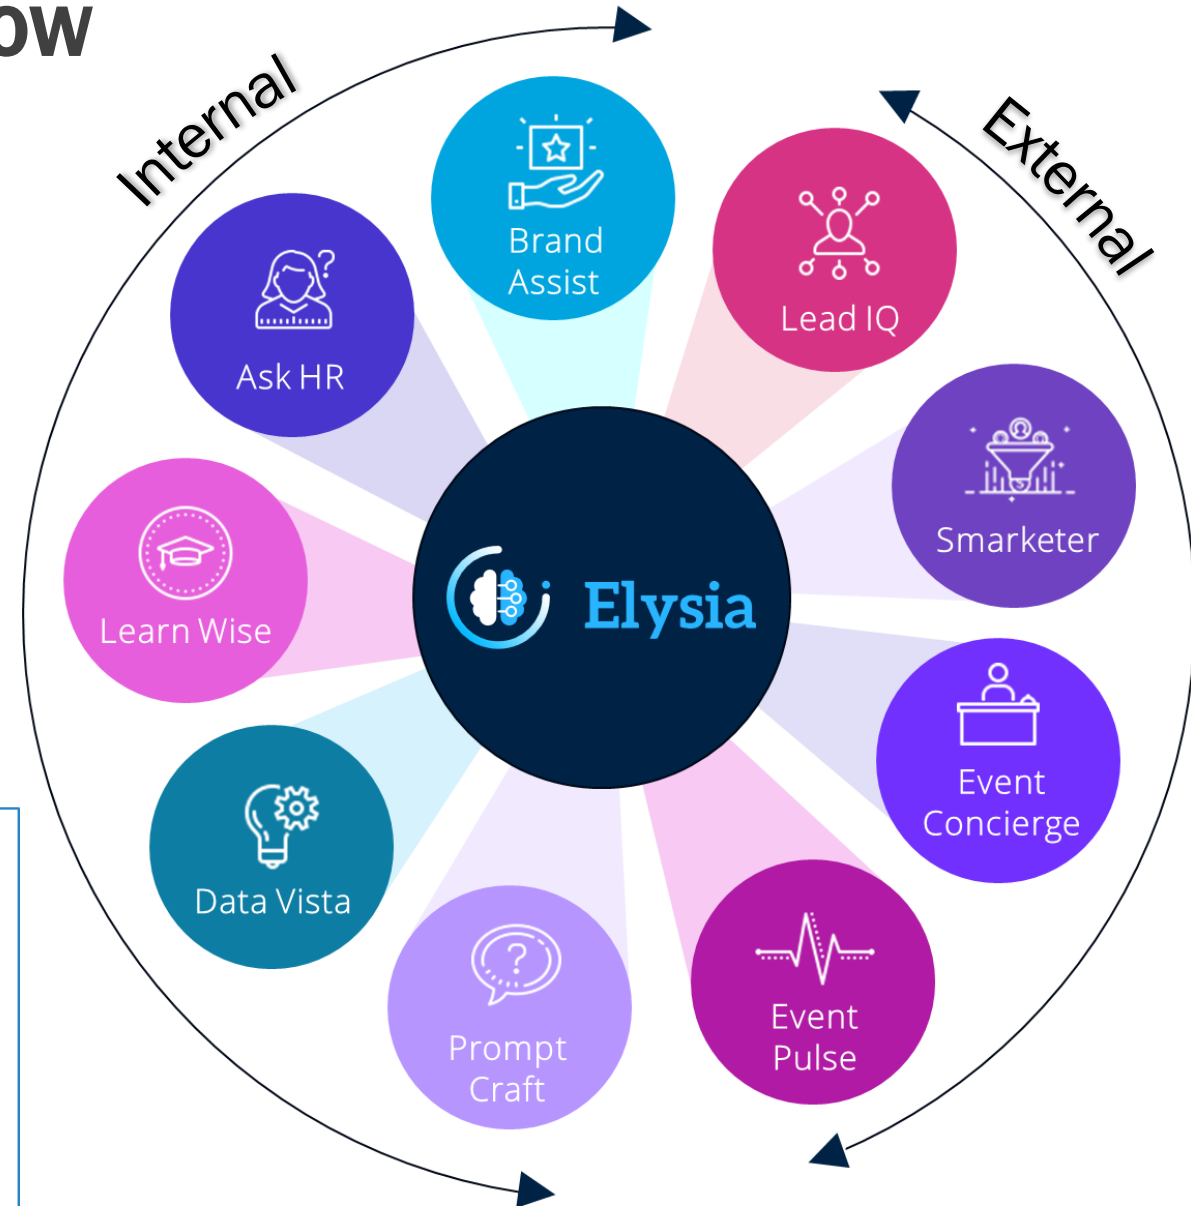 ow
Internal
External
Brand
Assist
Lead IQ
Ask HR
Smarketer
Learn Wise
Elysia
Event
Concierge
Data Vista
Event
Pulse
Prompt
Craft